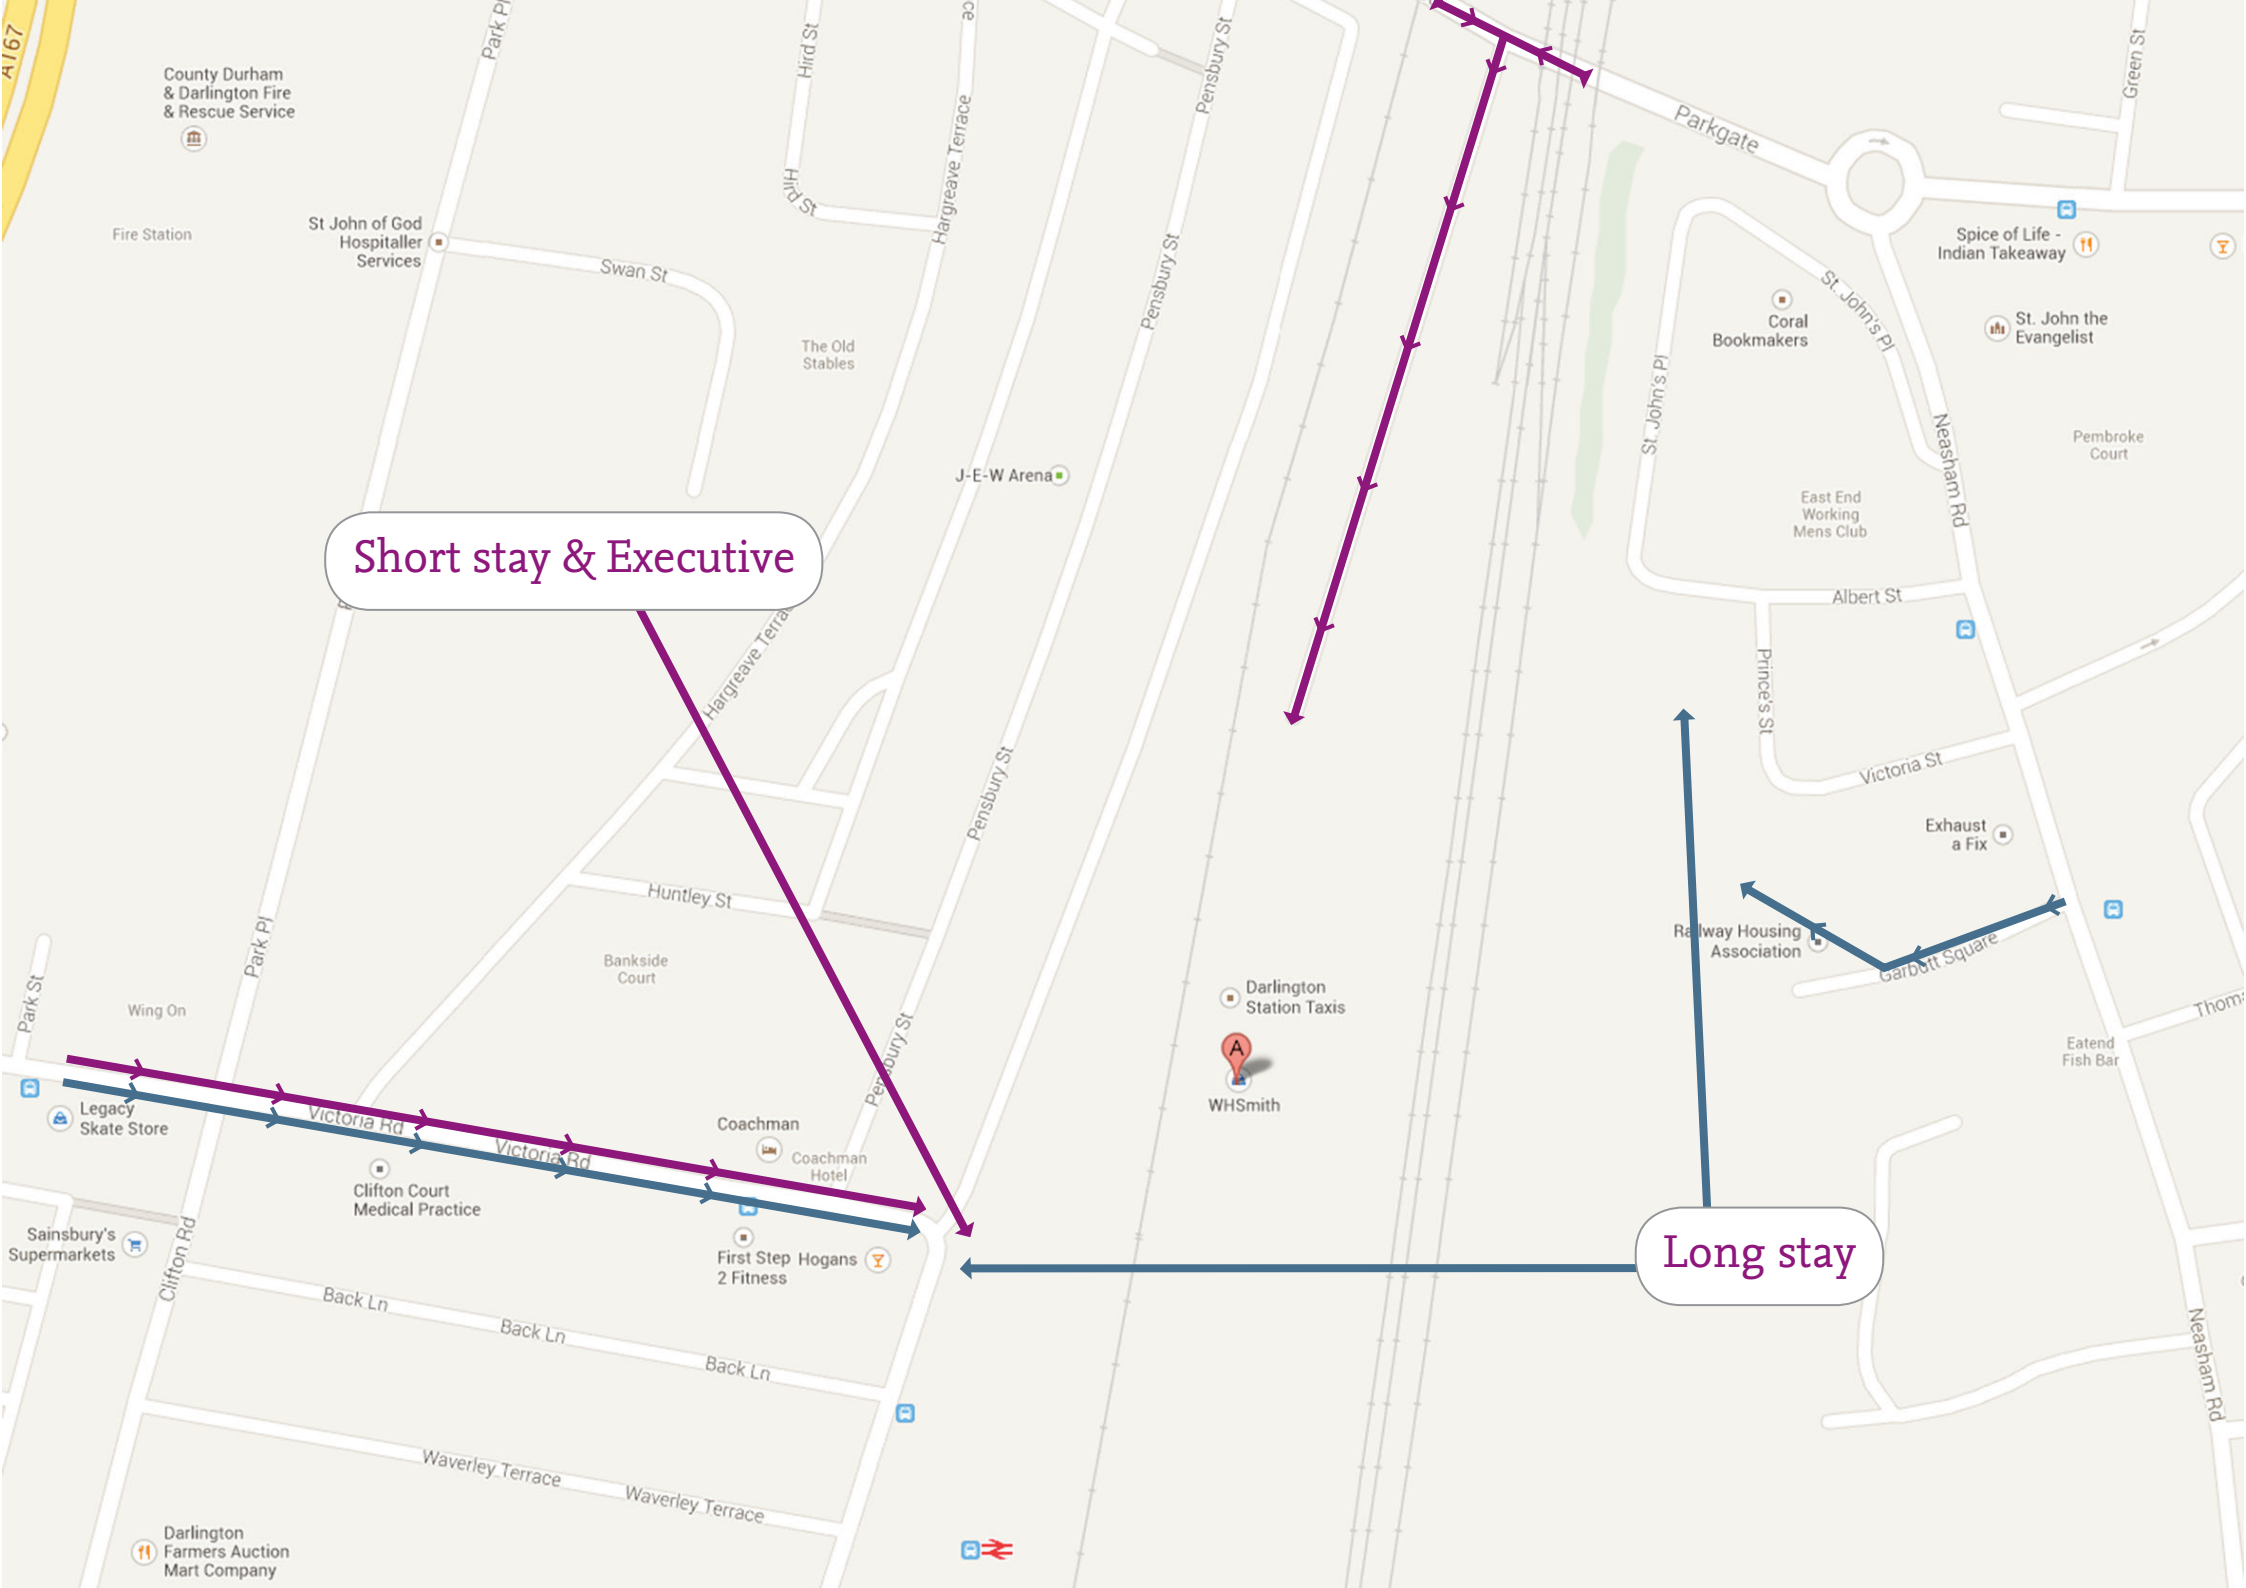 A167
Park Pl
Hird St
ce
Pensbury St
Green St
County Durham
& Darlington Fire
& Rescue Service
Parkgate
Hargreave Terrace
Hird St
Fire Station
St John of God
Hospitaller
Services
Swan St
Pensbury St
Spice of Life -
Indian Takeaway
St. John's Pl
Coral
Bookmakers
St. John the
Evangelist
The Old
Stables
St. John's Pl
Neasham Rd
Pembroke
Court
J-E-W Arena
East End
Working
Mens Club
Short stay & Executive
Albert St
Hargreave Terra
Prince's St
Pensbury St
Victoria St
Exhaust
a Fix
Huntley St
Park Pl
Railway Housing
Association
Garbutt Square
Bankside
Court
Park St
Wing On
Darlington
Station Taxis
Thoma
Pensbury St
Eatend
Fish Bar
A
WHSmith
Legacy
Skate Store
Victoria Rd
Victoria Rd
Coachman
Coachman
Hotel
Clifton Court
Medical Practice
Sainsbury's
Supermarkets
Clifton Rd
First Step
2 Fitness
Hogans
Long stay
Back Ln
Back Ln
Back Ln
Neasham Rd
Waverley Terrace
Waverley Terrace
Darlington
Farmers Auction
Mart Company